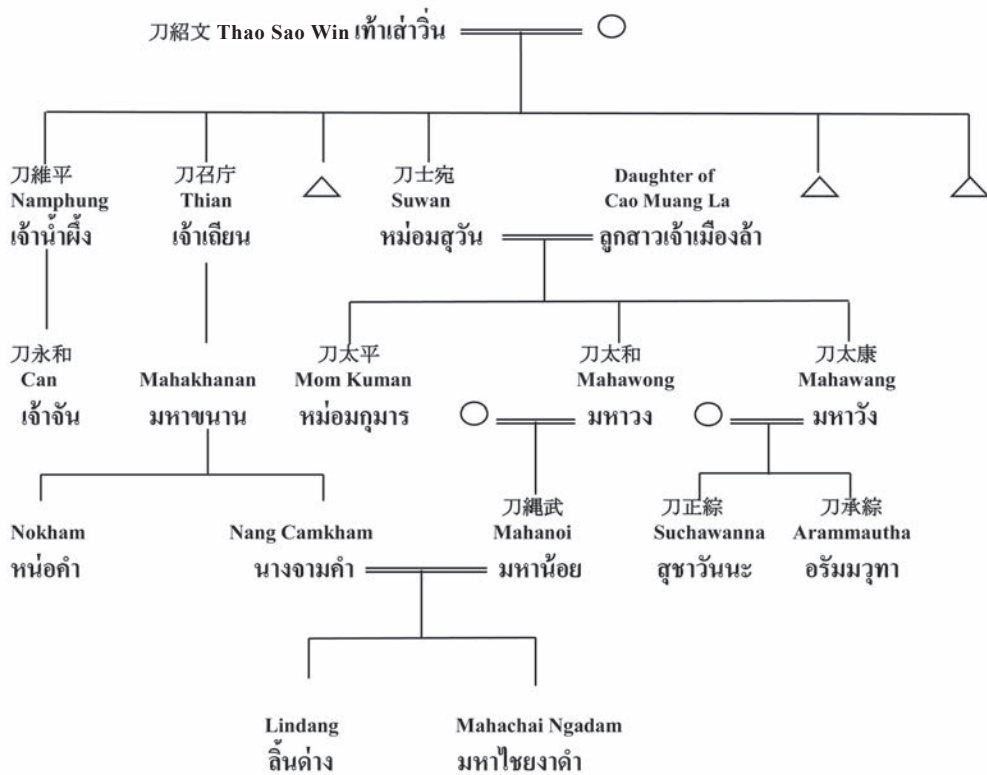 刀紹文 Thao Sao Win เท้าเส่าวิ่น
刀維平
Namphung
เจ้าน้ำผึ้ง
刀召庁
Thian
เจ้าเถียน
刀士宛
Suwan
หม่อมสุวัน
Daughter of
Cao Muang La
ลูกสาวเจ้าเมืองล้า
刀永和
Can
เจ้าจัน
Mahakhanan
มหาขนาน
刀太平
Mom Kuman
หม่อมกุมาร
刀太和
Mahawong
มหาวง
刀太康
Mahawang
มหาวัง
Nokham
หน่อคำ
Nang Camkham
นางจามคำ
刀縄武
Mahanoi
มหาน้อย
刀正綜
Suchawanna
สุชาวันนะ
刀承綜
Arammautha
อรัมมวุทา
Lindang
ลิ้นด่าง
Mahachai Ngadam
มหาไชยงาดำ